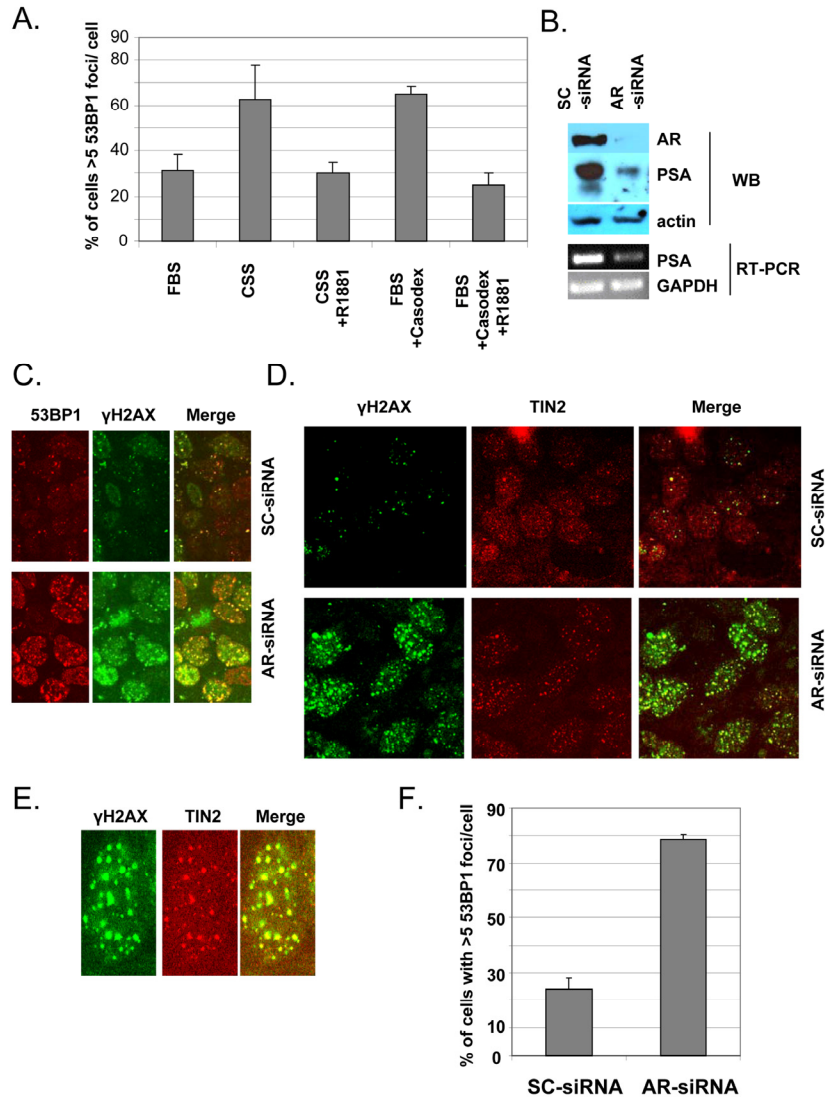 A.
% of cells >5 53BP1 foci/ cell
90
80
60
40
20
0
FBS
CSS
CSS
+R1881
FBS
+Casodex
FBS
+Casodex
+R1881
B.
SC
-siRNA
AR
-siRNA
AR
PSA
actin
WB
PSA
GAPDH
RT-PCR
C.
53BP1 γH2AX Merge
SC-siRNA
AR-siRNA
D.
γH2AX TIN2 Merge
SC-siRNA
AR-siRNA
E.
γH2AX TIN2 Merge
F.
% of cells with >5 53BP1 foci/cell
90
70
50
30
10
0
SC-siRNA AR-siRNA